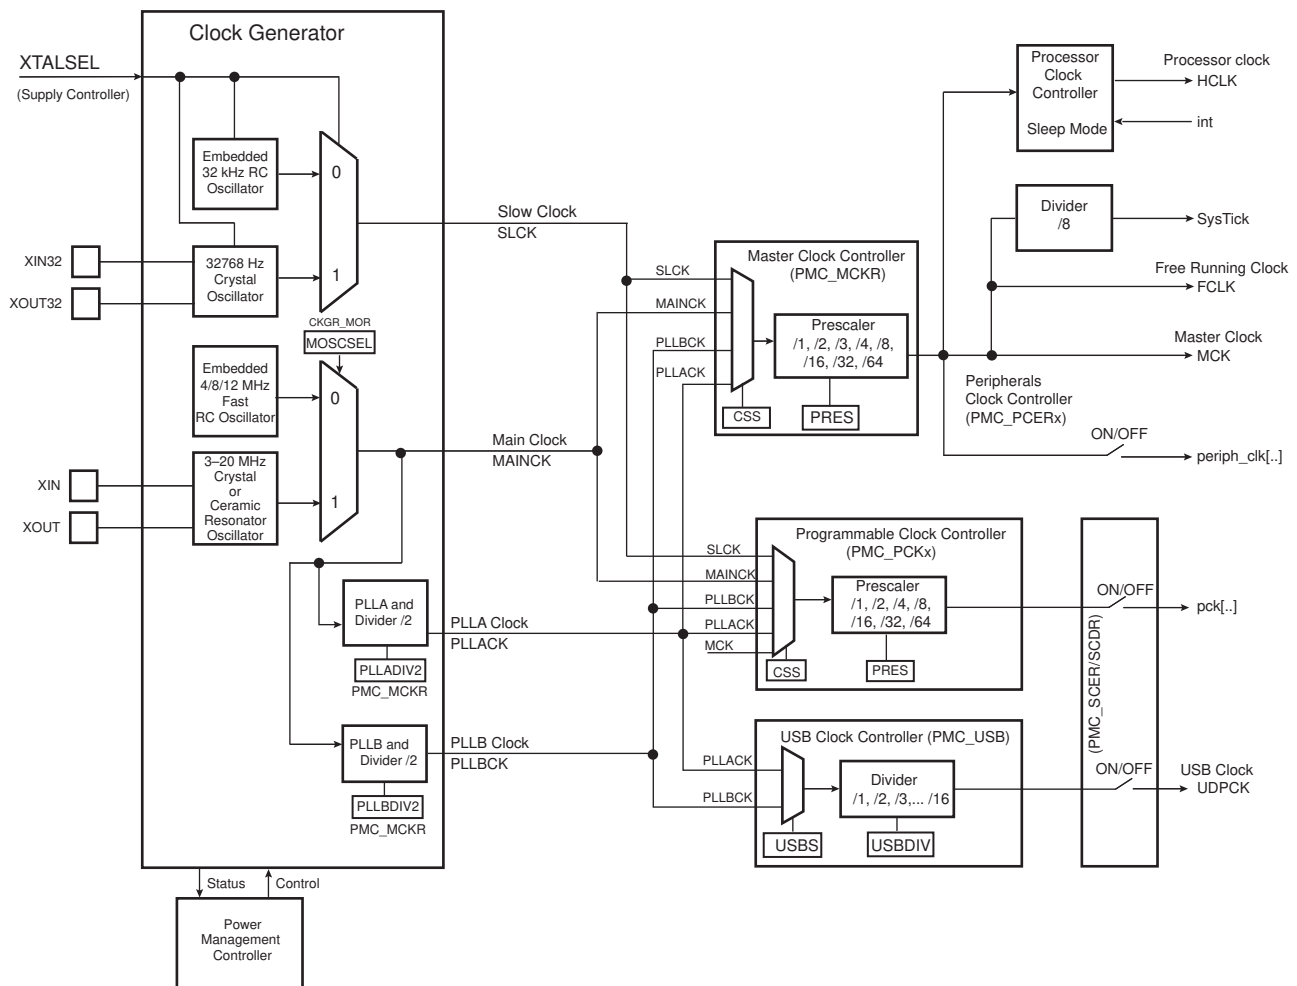 Clock Generator
XTALSEL
(Supply Controller)
Embedded
32 kHz RC
Oscillator
0
Slow Clock
SLCK
XIN32
XOUT32
32768 Hz
Crystal
Oscillator
1
CKGR_MOR
MOSCSEL
Embedded
4/8/12 MHz
Fast
RC Oscillator
0
Main Clock
MAINCK
XIN
XOUT
3–20 MHz
Crystal
or
Ceramic
Resonator
Oscillator
1
PLLA and
Divider /2
PLLADIV2
PMC_MCKR
PLLA Clock
PLLACK
PLLB and
Divider /2
PLLBDIV2
PMC_MCKR
PLLB Clock
PLLBCK
Status
Control
Power
Management
Controller
Master Clock Controller
(PMC_MCKR)
SLCK
MAINCK
PLLBCK
PLLACK
Prescaler
/1, /2, /3, /4, /8,
/16, /32, /64
CSS
PRES
Processor
Clock
Controller
Sleep Mode
Processor clock
HCLK
int
Divider
/8
SysTick
Free Running Clock
FCLK
Master Clock
MCK
Peripherals
Clock Controller
(PMC_PCERx)
ON/OFF
periph_clk[..]
Programmable Clock Controller
(PMC_PCKx)
SLCK
MAINCK
PLLBCK
PLLACK
MCK
Prescaler
/1, /2, /4, /8,
/16, /32, /64
CSS
PRES
ON/OFF
pck[..]
(PMC_SCER/SCDR)
USB Clock Controller (PMC_USB)
PLLACK
PLLBCK
Divider
/1, /2, /3,... /16
USBS
USBDIV
ON/OFF
USB Clock
UDPCK